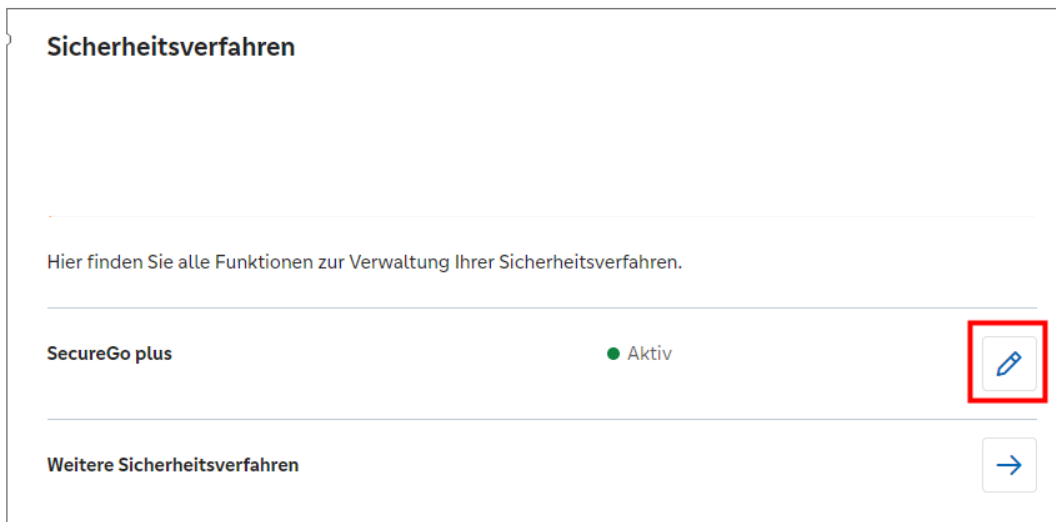 Sicherheitsverfahren
Hier finden Sie alle Funktionen zur Verwaltung Ihrer Sicherheitsverfahren.
SecureGo plus
Aktiv
Weitere Sicherheitsverfahren